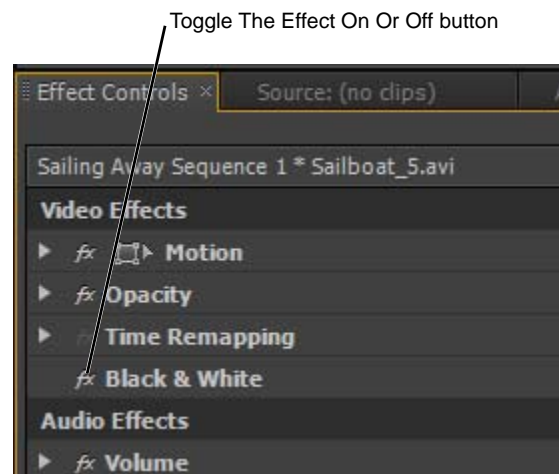 Toggle The Effect On Or Off button
Effect Controls × Source: (no clips)
Sailing Away Sequence 1 * Sailboat_5.avi
Video Effects
fx Motion
fx Opacity
Time Remapping
fx Black & White
Audio Effects
fx Volume